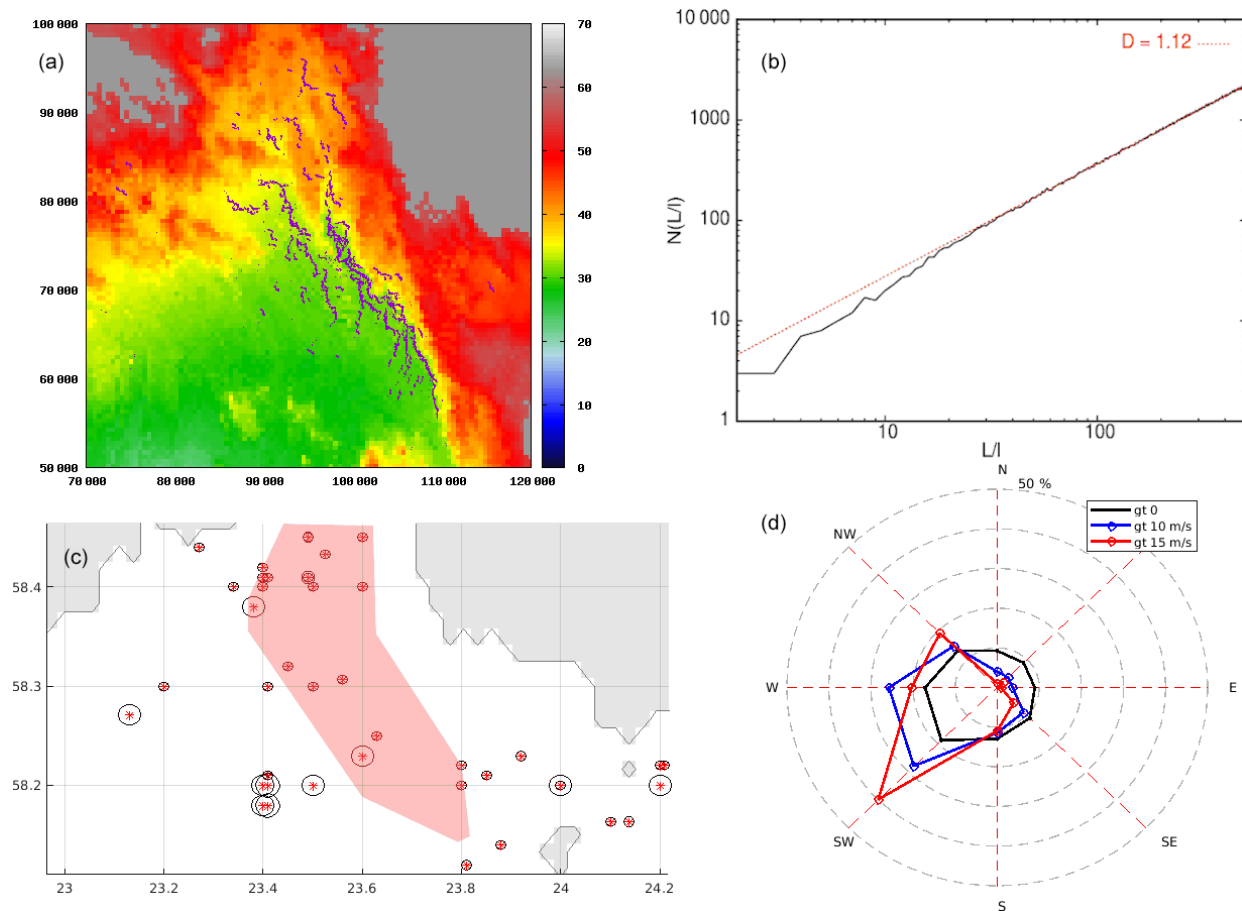 (a)
100 000
90 000
80 000
70 000
60 000
50 000
70 000
80 000
90 000
100 000
110 000
120 000
70
60
50
40
30
20
10
0
(b)
D = 1.12
10 000
1000
100
10
1
N(L/l)
10
100
L/l
(c)
58.4
58.3
58.2
23
23.2
23.4
23.6
23.8
24
24.2
(d)
N
50 %
gt 0
gt 10 m/s
gt 15 m/s
NW
W
E
SW
SE
S